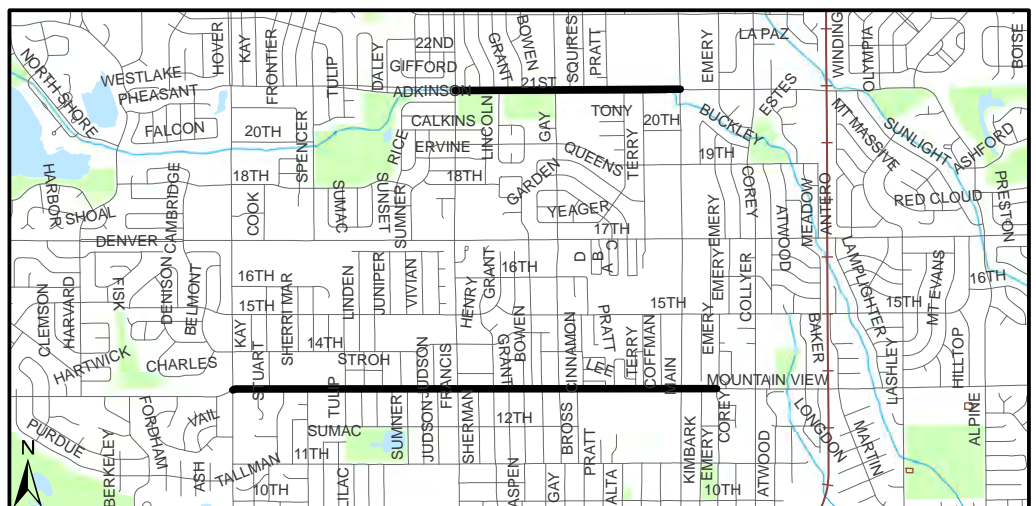 22ND
GRANT
BOWEN
SQUIRES
PRATT
EMERY
LA PAZ
WINDING
OLYMPIA
BOISE
HOVER
KAY
FRONTIER
TULIP
DALEY
GIFFORD
21ST
NORTH SHORE
WESTLAKE
PHEASANT
ADKINSON
FALCON
20TH
SPENCER
RICE
CALKINS
ERVINE
LINCOLN
GAY
TONY
20TH
TERRY
BUCKLEY
ESTES
19TH
MT MASSIVE
SUNLIGHT
ASHFORD
HARBOR
SHOAL
CAMBRIDGE
18TH
COOK
SUMAC
SUNSET
SUMNER
18TH
GARDEN
QUEENS
YEAGER
17TH
EMERY
COREY
ATWOOD
MEADOW
ANTERO
RED CLOUD
PRESTON
DENVER
D
B
A
C
CLEMSON
HARVARD
FISK
DENISON
BELMONT
16TH
15TH
KAY
SHERRI MAR
LINDEN
JUNIPER
VIVIAN
HENRY
GRANT
16TH
15TH
EMERY
COLLYER
LAMPLIGHTER
15TH
MT EVANS
16TH
HARTWICK
CHARLES
STUART
14TH
STROH
JUDSON
FRANCIS
GRANT
BOWEN
CINNAMON
PRATT
LEE
TERRY
COFFMAN
MAIN
EMERY
BAKER
LASHLEY
HILLTOP
MOUNTAIN VIEW
PURDUE
BERKELEY
FORDHAM
VAIL
ASH
TALLMAN
10TH
11TH
SUMAC
TULIP
LILAC
SUMNER
JUDSON
SHERMAN
12TH
ASPEN
GAY
BROSS
PRATT
ALTA
KIMBARK
EMERY
COREY
10TH
ATWOOD
LONGDON
MARTIN
ALPINE
N